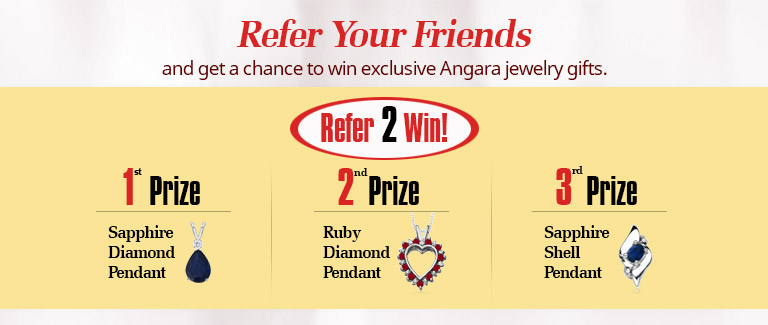 Refer Your Friends
and get a chance to win exclusive Angara jewelry gifts.
Refer 2 Win!
1st Prize
Sapphire
Diamond
Pendant
2nd Prize
Ruby
Diamond
Pendant
3rd Prize
Sapphire
Shell
Pendant